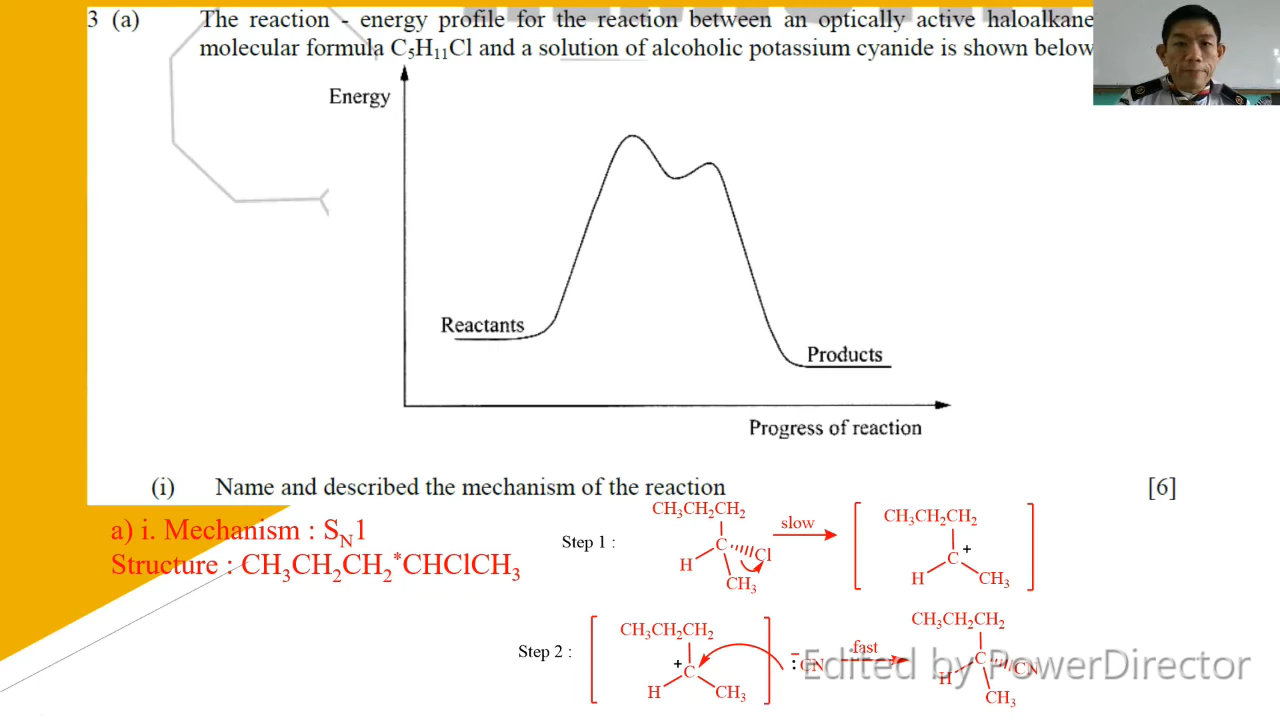 3 (a) The reaction - energy profile for the reaction between an optically active haloalkane
molecular formula C₅H₁₁Cl and a solution of alcoholic potassium cyanide is shown below
Energy
Reactants
Products
Progress of reaction
(i) Name and described the mechanism of the reaction [6]
a) i. Mechanism : S_N1
Structure : CH₃CH₂CH₂*CHClCH₃
Step 1 :
CH₃CH₂CH₂
C
Cl
H
CH₃
slow
CH₃CH₂CH₂
C
+
H
CH₃
Step 2 :
CH₃CH₂CH₂
+
C
H
CH₃
:⁻CN
fast
CH₃CH₂CH₂
C
CN
H
CH₃
Edited by PowerDirector